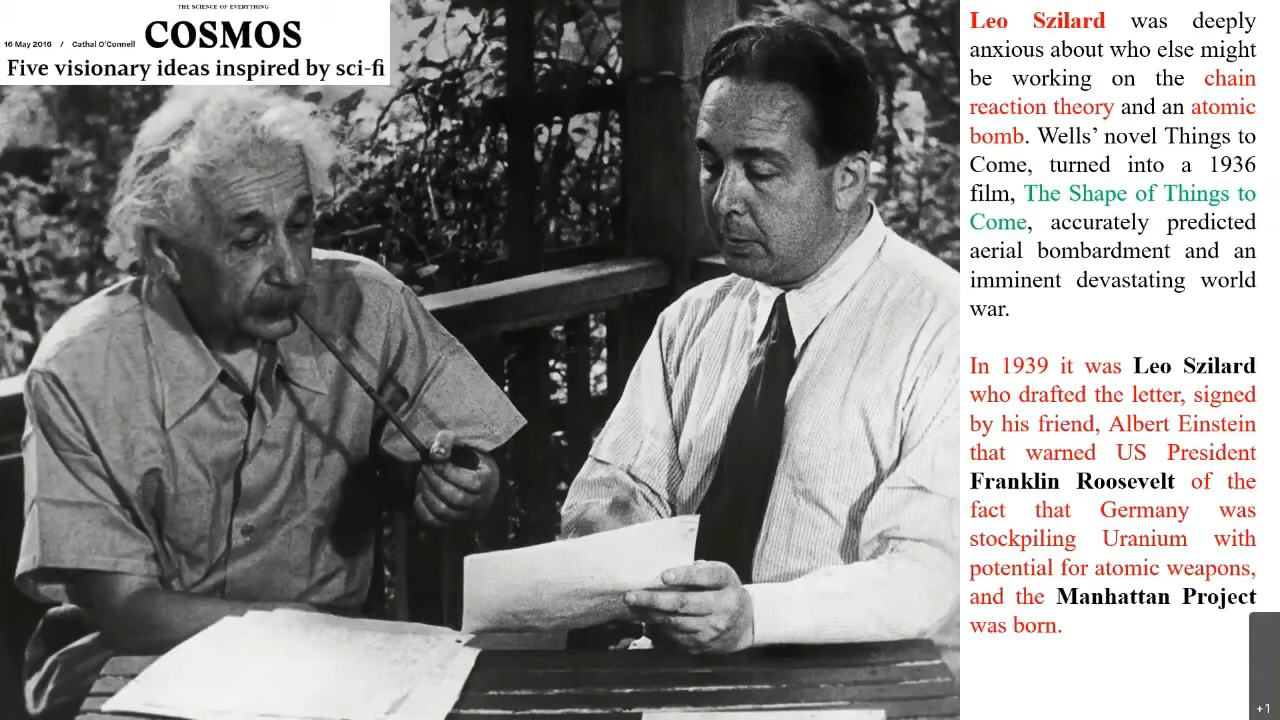 THE SCIENCE OF EVERYTHING
COSMOS
16 May 2016 / Cathal O'Connell
Five visionary ideas inspired by sci-fi
Leo Szilard was deeply
anxious about who else might
be working on the chain
reaction theory and an atomic
bomb. Wells’ novel Things to
Come, turned into a 1936
film, The Shape of Things to
Come, accurately predicted
aerial bombardment and an
imminent devastating world
war.
In 1939 it was Leo Szilard
who drafted the letter, signed
by his friend, Albert Einstein
that warned US President
Franklin Roosevelt of the
fact that Germany was
stockpiling Uranium with
potential for atomic weapons,
and the Manhattan Project
was born.
+1